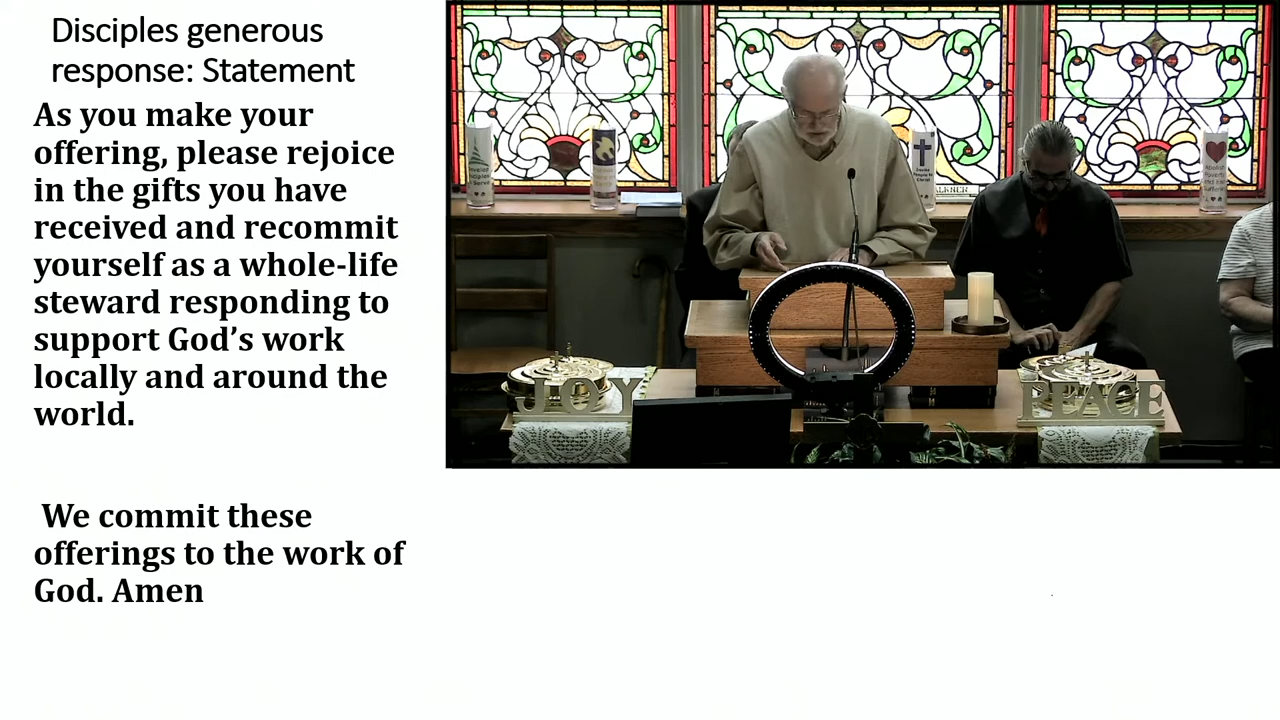 Disciples generous
response: Statement
As you make your
offering, please rejoice
in the gifts you have
received and recommit
yourself as a whole-life
steward responding to
support God’s work
locally and around the
world.
We commit these
offerings to the work of
God. Amen
JOY
PEACE
Abolish
Poverty